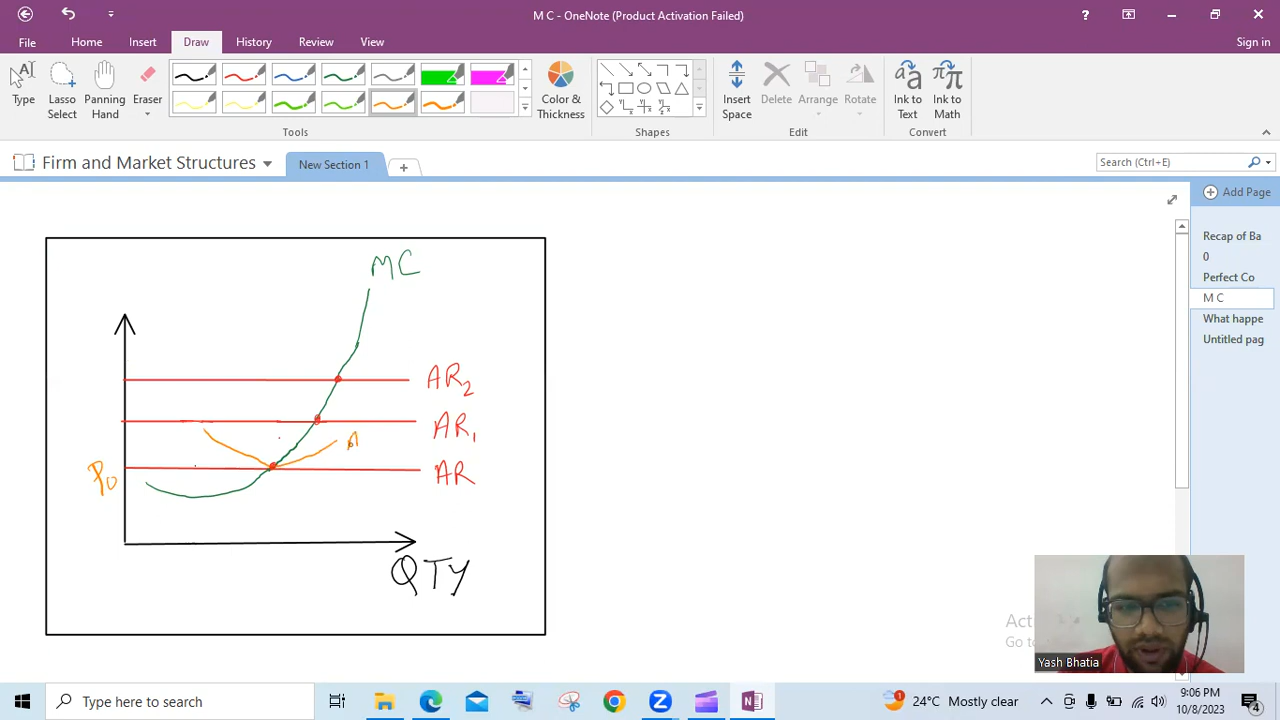 M C - OneNote (Product Activation Failed)
File
Home
Insert
Draw
History
Review
View
Sign in
Type
Lasso Select
Panning Hand
Eraser
Color & Thickness
Insert Space
Delete
Arrange
Rotate
Ink to Text
Ink to Math
Tools
Shapes
Edit
Convert
Firm and Market Structures
New Section 1
Search (Ctrl+E)
Add Page
Recap of Ba
0
Perfect Co
M C
What happe
Untitled pag
MC
AR2
AR1
P0
AR
QTY
Act
Go to
Yash Bhatia
Type here to search
24°C Mostly clear
9:06 PM
10/8/2023
4